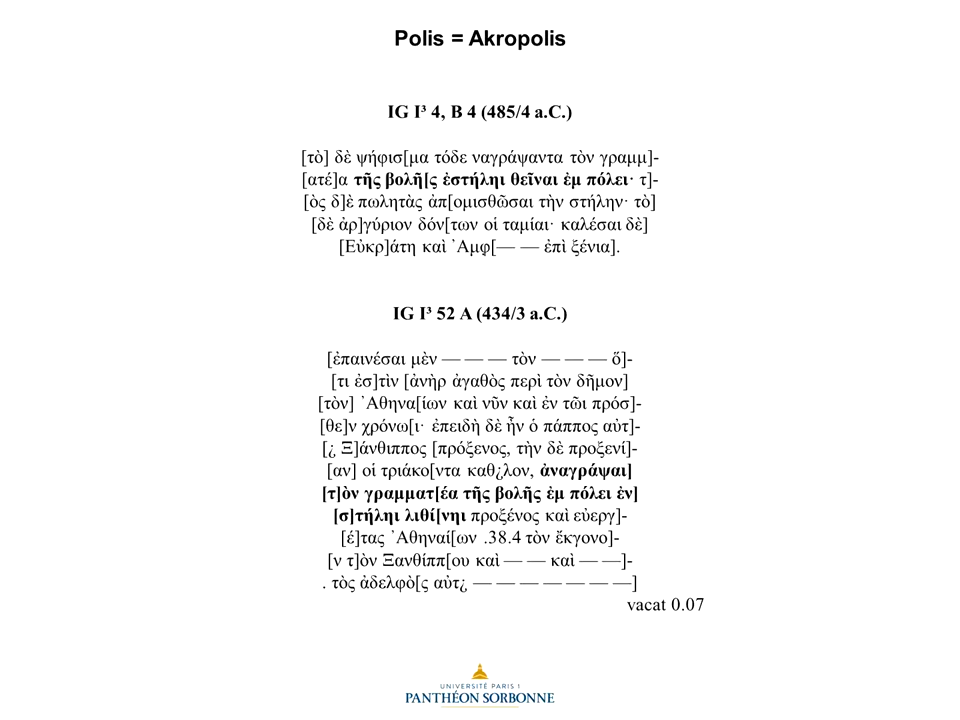 Polis = Akropolis
IG I³ 4, B 4 (485/4 a.C.)
[τὸ] δὲ ψήφισ[μα τόδε ναγράψαντα τὸν γραμμ]-
[ατέ]α τῆς βολῆ[ς ἐστήληι θεῖναι ἐμ πόλει· τ]-
[ὸς δ]ὲ πωλητὰς ἀπ[ομισθῶσαι τὴν στήλην· τὸ]
[δὲ ἀρ]γύριον δόν[των οἱ ταμίαι· καλέσαι δὲ]
[Εὐκρ]άτη καὶ Ἀμφ[— — ἐπὶ ξένια].
IG I³ 52 A (434/3 a.C.)
[ἐπαινέσαι μὲν — — — τὸν — — — ὅ]-
[τι ἐσ]τὶν [ἀνὴρ ἀγαθὸς περὶ τὸν δῆμον]
[τὸν] Ἀθηνα[ίων καὶ νῦν καὶ ἐν τῶι πρόσ]-
[θε]ν χρόνω[ι· ἐπειδὴ δὲ ἦν ὁ πάππος αὐτ]-
[¿ Ξ]άνθιππος [πρόξενος, τὴν δὲ προξενί]-
[αν] οἱ τριάκο[ντα καθ¿λον, ἀναγράψαι]
[τ]ὸν γραμματ[έα τῆς βολῆς ἐμ πόλει ἐν]
[σ]τήληι λιθί[νηι προξένος καὶ εὐεργ]-
[έ]τας Ἀθηναί[ων .38.4 τὸν ἔκγονο]-
[ν τ]ὸν Ξανθίππ[ου καὶ — — καὶ — —]-
. τὸς ἀδελφὸ[ς αὐτ¿ — — — — — — —]
vacat 0.07
UNIVERSITÉ PARIS 1
PANTHÉON SORBONNE